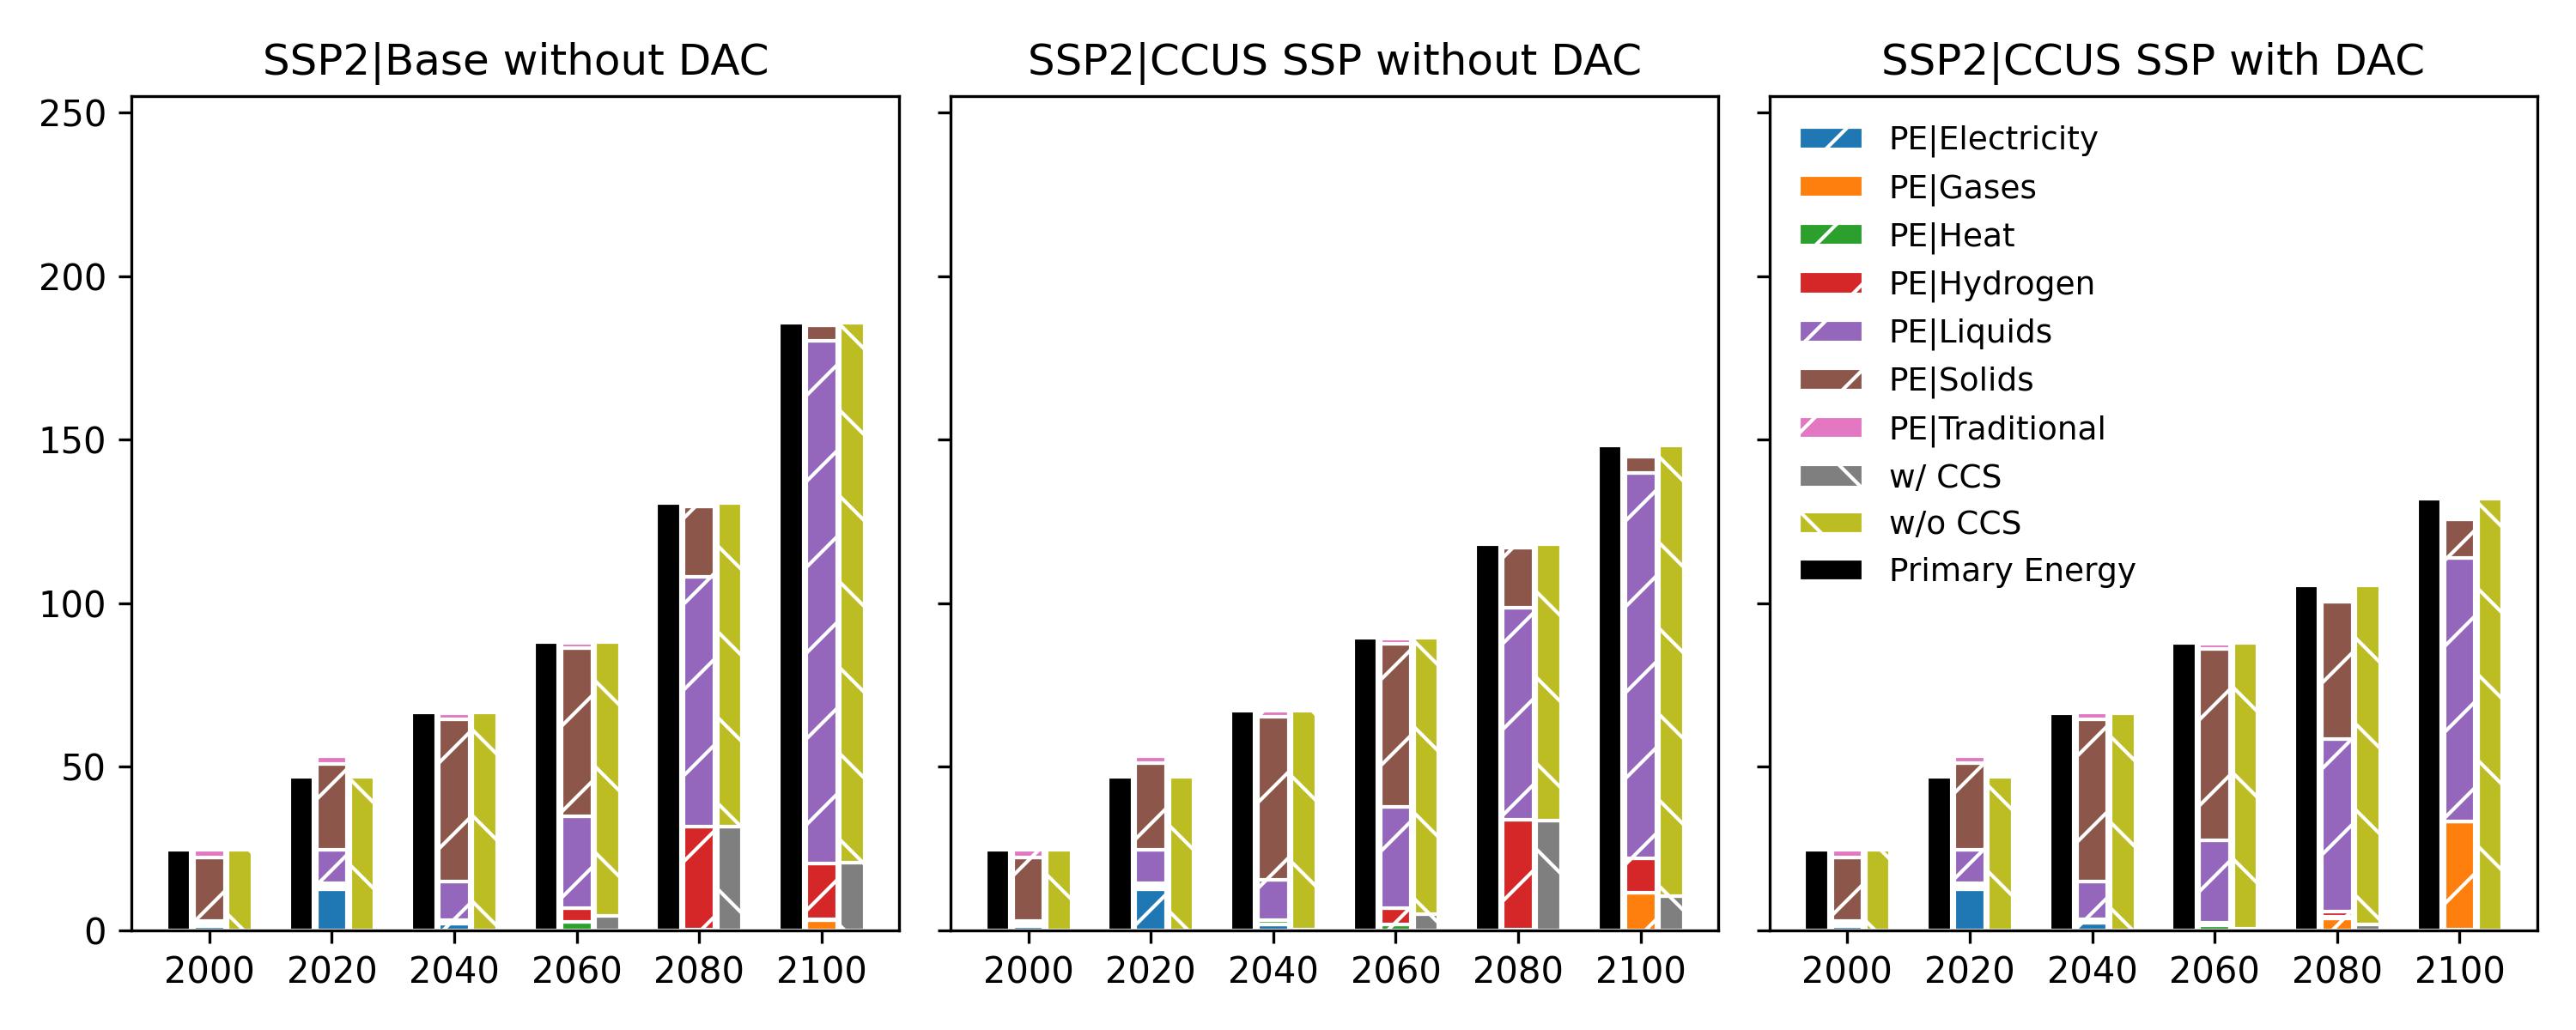 SSP2|Base without DAC
SSP2|CCUS SSP without DAC
SSP2|CCUS SSP with DAC
250
200
150
100
50
0
PE|Electricity
PE|Gases
PE|Heat
PE|Hydrogen
PE|Liquids
PE|Solids
PE|Traditional
w/ CCS
w/o CCS
Primary Energy
2000 2020 2040 2060 2080 2100
2000 2020 2040 2060 2080 2100
2000 2020 2040 2060 2080 2100